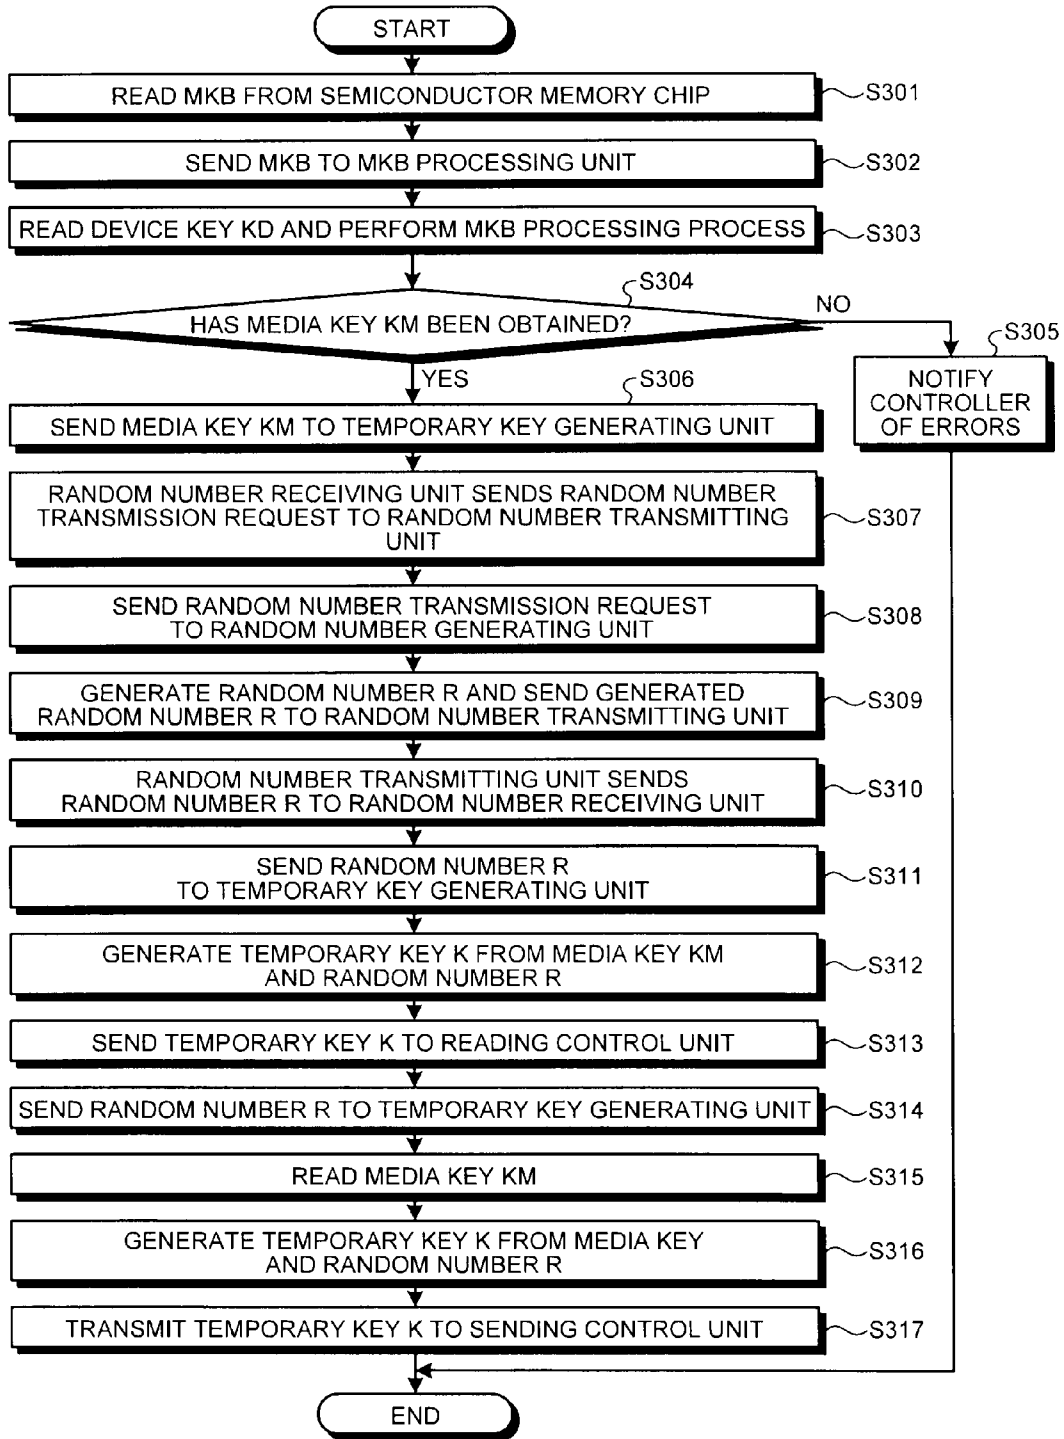 START
READ MKB FROM SEMICONDUCTOR MEMORY CHIP
S301
SEND MKB TO MKB PROCESSING UNIT
S302
READ DEVICE KEY KD AND PERFORM MKB PROCESSING PROCESS
S303
S304
HAS MEDIA KEY KM BEEN OBTAINED?
NO
S305
NOTIFY
CONTROLLER
OF ERRORS
YES
S306
SEND MEDIA KEY KM TO TEMPORARY KEY GENERATING UNIT
RANDOM NUMBER RECEIVING UNIT SENDS RANDOM NUMBER
TRANSMISSION REQUEST TO RANDOM NUMBER TRANSMITTING
UNIT
S307
SEND RANDOM NUMBER TRANSMISSION REQUEST
TO RANDOM NUMBER GENERATING UNIT
S308
GENERATE RANDOM NUMBER R AND SEND GENERATED
RANDOM NUMBER R TO RANDOM NUMBER TRANSMITTING UNIT
S309
RANDOM NUMBER TRANSMITTING UNIT SENDS
RANDOM NUMBER R TO RANDOM NUMBER RECEIVING UNIT
S310
SEND RANDOM NUMBER R
TO TEMPORARY KEY GENERATING UNIT
S311
GENERATE TEMPORARY KEY K FROM MEDIA KEY KM
AND RANDOM NUMBER R
S312
SEND TEMPORARY KEY K TO READING CONTROL UNIT
S313
SEND RANDOM NUMBER R TO TEMPORARY KEY GENERATING UNIT
S314
READ MEDIA KEY KM
S315
GENERATE TEMPORARY KEY K FROM MEDIA KEY
AND RANDOM NUMBER R
S316
TRANSMIT TEMPORARY KEY K TO SENDING CONTROL UNIT
S317
END